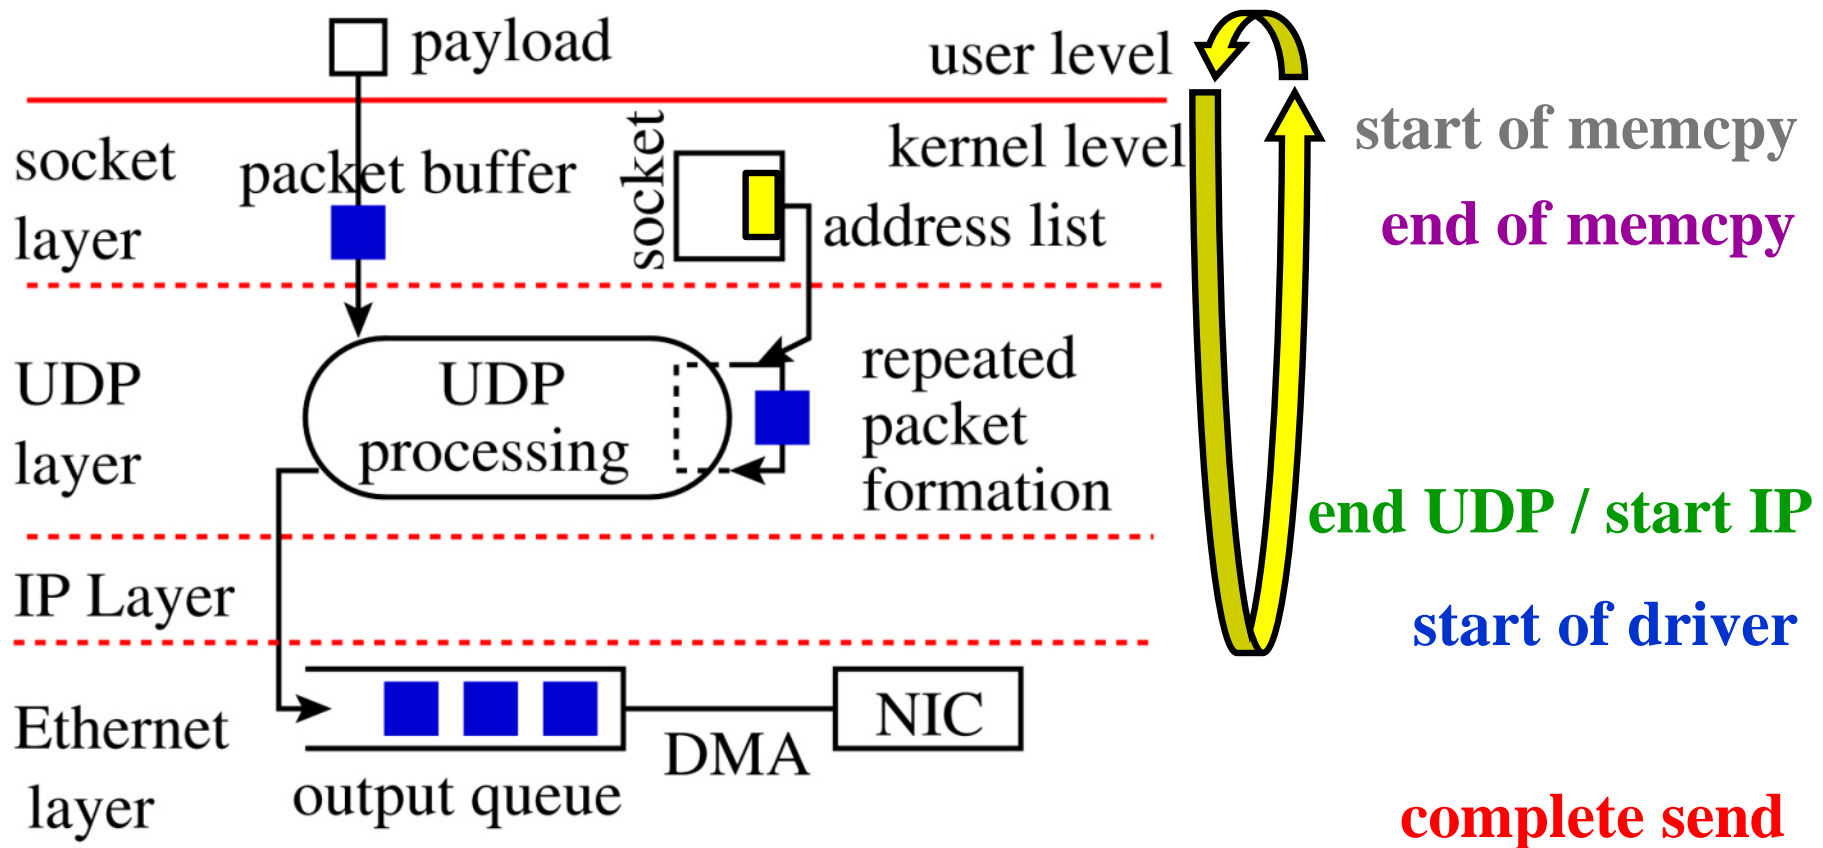 payload
user level
socket
layer
packet buffer
socket
kernel level
address list
start of memcpy
end of memcpy
UDP
layer
UDP
processing
repeated
packet
formation
end UDP / start IP
IP Layer
start of driver
Ethernet
layer
output queue
DMA
NIC
complete send